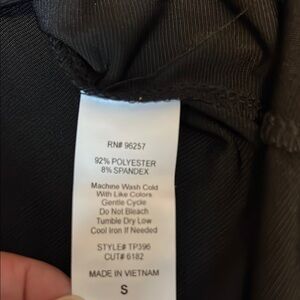 RN# 96257
92% POLYESTER
8% SPANDEX
Machine Wash Cold
With Like Colors
Gentle Cycle
Do Not Bleach
Tumble Dry Low
Cool Iron If Needed
STYLE# TP396
CUT# 6182
MADE IN VIETNAM
S